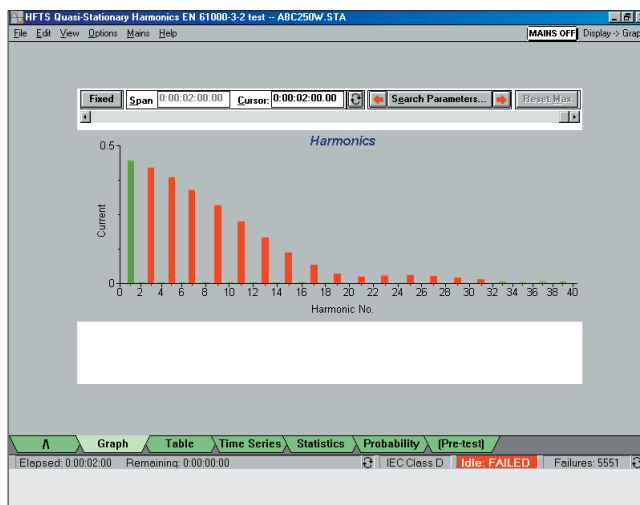 HFTS Quasi-Stationary Harmonics EN 61000-3-2 test -- ABC250W.STA
File Edit View Options Mains Help MAINS OFF Display -> Grap
Fixed Span 0:00:02:00.00 Cursor: 0:00:02:00.00 Search Parameters... Reset Max
Harmonics
0.5
Current
0
0 2 4 6 8 10 12 14 16 18 20 22 24 26 28 30 32 34 36 38 40
Harmonic No.
Λ Graph Table Time Series Statistics Probability (Pre-test)
Elapsed: 0:00:02:00 Remaining: 0:00:00:00 IEC Class D Idle: FAILED Failures: 5551